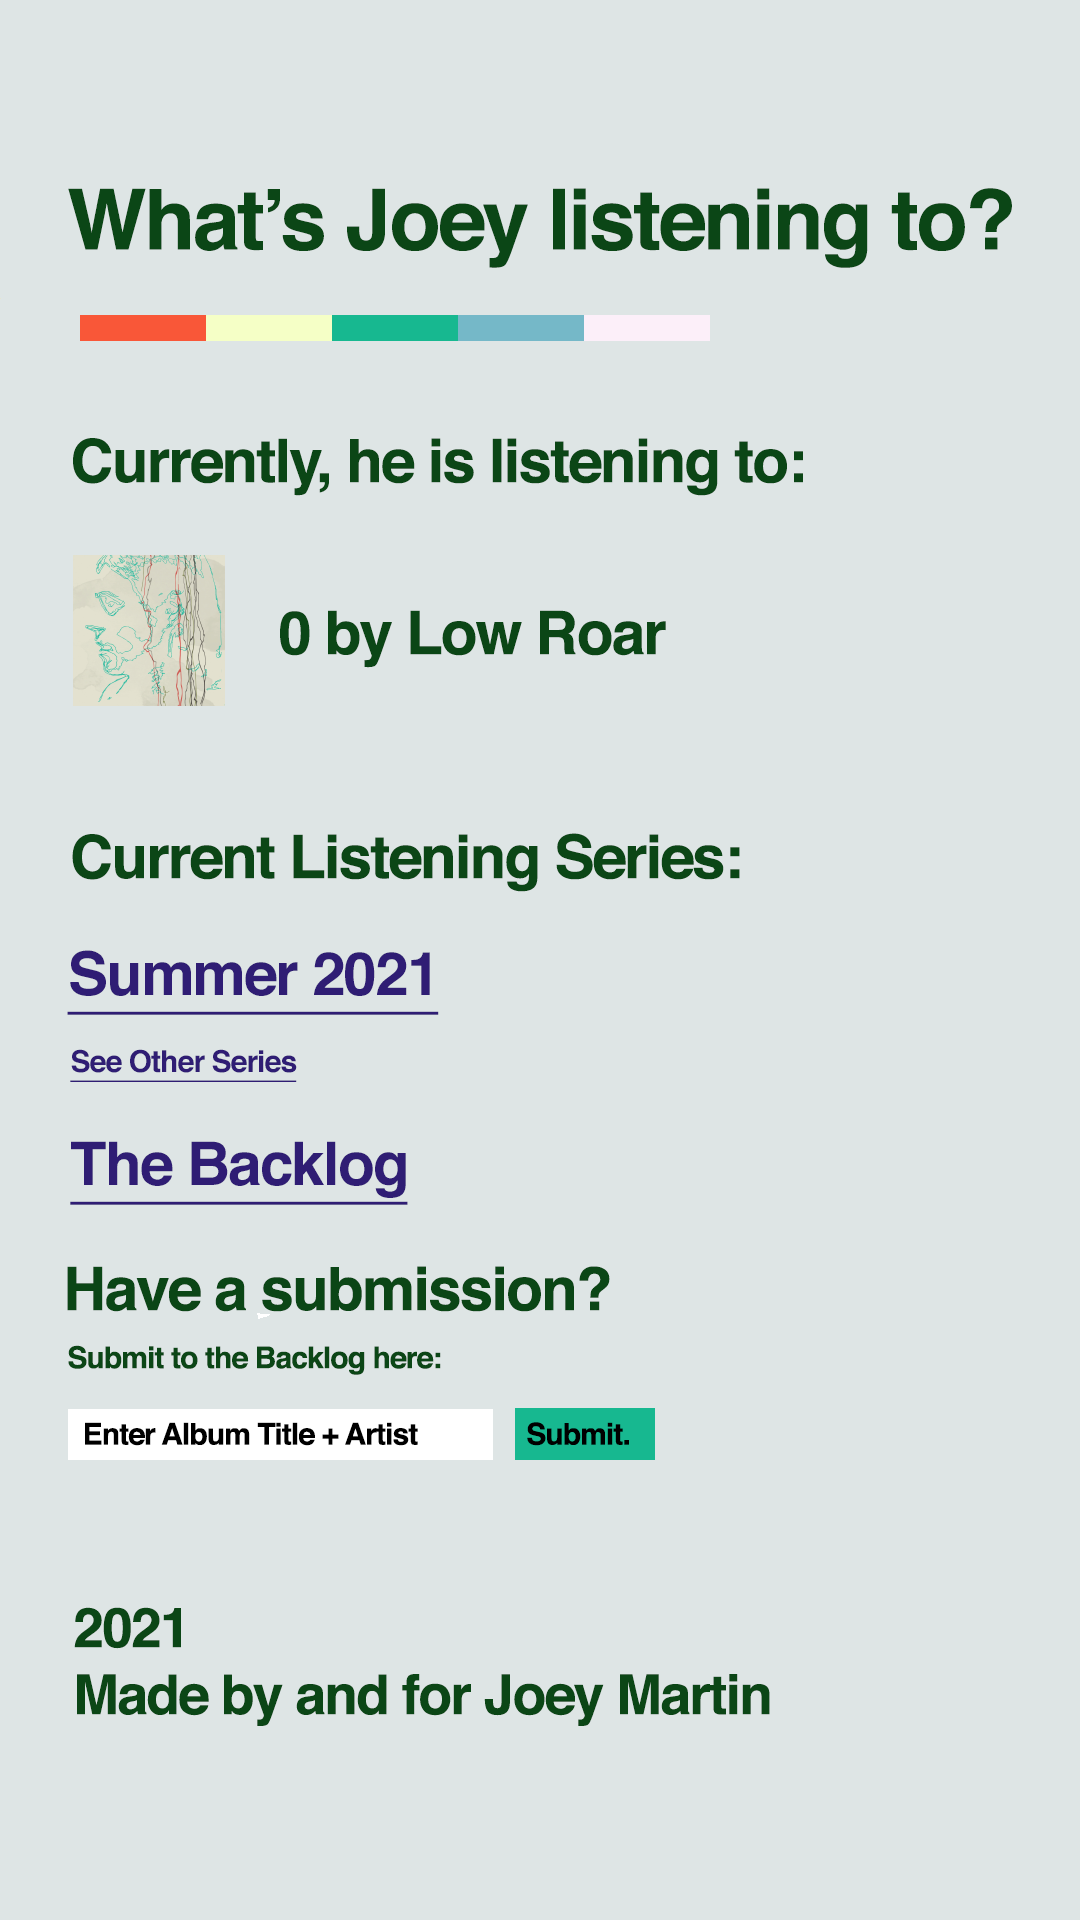 What’s Joey listening to?
Currently, he is listening to:
0 by Low Roar
Current Listening Series:
Summer 2021
See Other Series
The Backlog
Have a submission?
Submit to the Backlog here:
Enter Album Title + Artist
Submit.
2021
Made by and for Joey Martin